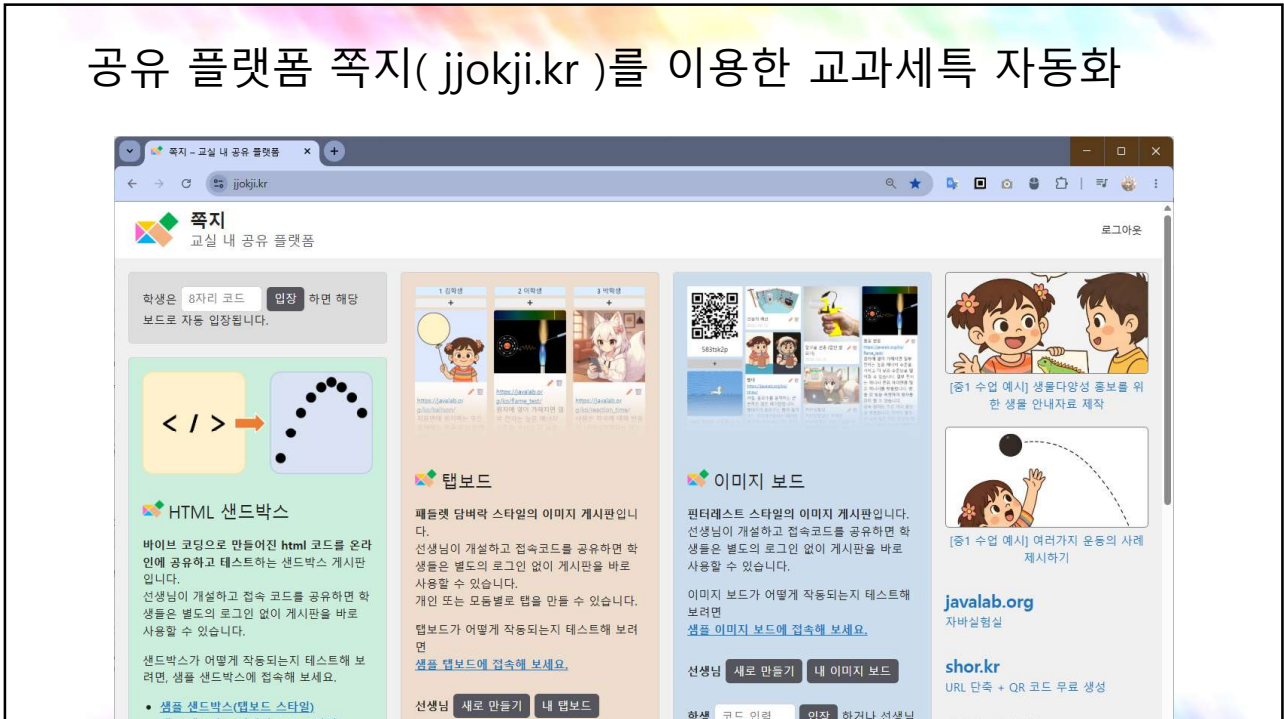 공유 플랫폼 쪽지( jjokji.kr )를 이용한 교과세특 자동화
쪽지 – 교실 내 공유 플랫폼
jjokji.kr
쪽지
교실 내 공유 플랫폼
로그아웃
학생은 8자리 코드 입장 하면 해당
보드로 자동 입장됩니다.
< / >
HTML 샌드박스
바이브 코딩으로 만들어진 html 코드를 온라
인에 공유하고 테스트하는 샌드박스 게시판
입니다.
선생님이 개설하고 접속 코드를 공유하면 학
생들은 별도의 로그인 없이 게시판을 바로
사용할 수 있습니다.
샌드박스가 어떻게 작동되는지 테스트해 보
려면, 샘플 샌드박스에 접속해 보세요.
샘플 샌드박스(탭보드 스타일)
1 김학생
2 이학생
3 박학생
+
+
+
탭보드
패들렛 담벼락 스타일의 이미지 게시판입니
다.
선생님이 개설하고 접속코드를 공유하면 학
생들은 별도의 로그인 없이 게시판을 바로
사용할 수 있습니다.
개인 또는 모둠별로 탭을 만들 수 있습니다.
탭보드가 어떻게 작동되는지 테스트해 보려
면
샘플 탭보드에 접속해 보세요.
선생님 새로 만들기 내 탭보드
583tsk2p
+
이미지 보드
핀터레스트 스타일의 이미지 게시판입니다.
선생님이 개설하고 접속코드를 공유하면 학
생들은 별도의 로그인 없이 게시판을 바로
사용할 수 있습니다.
이미지 보드가 어떻게 작동되는지 테스트해
보려면
샘플 이미지 보드에 접속해 보세요.
선생님 새로 만들기 내 이미지 보드
학생 코드 입력 입장 하거나 선생님
[중1 수업 예시] 생물다양성 홍보를 위
한 생물 안내자료 제작
[중1 수업 예시] 여러가지 운동의 사례
제시하기
javalab.org
자바실험실
shor.kr
URL 단축 + QR 코드 무료 생성